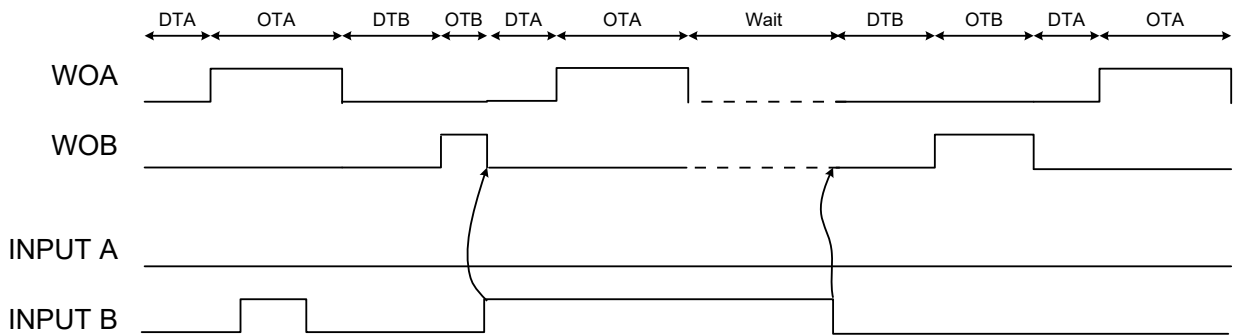 DTA OTA DTB OTB DTA OTA Wait DTB OTB DTA OTA
WOA
WOB
INPUT A
INPUT B